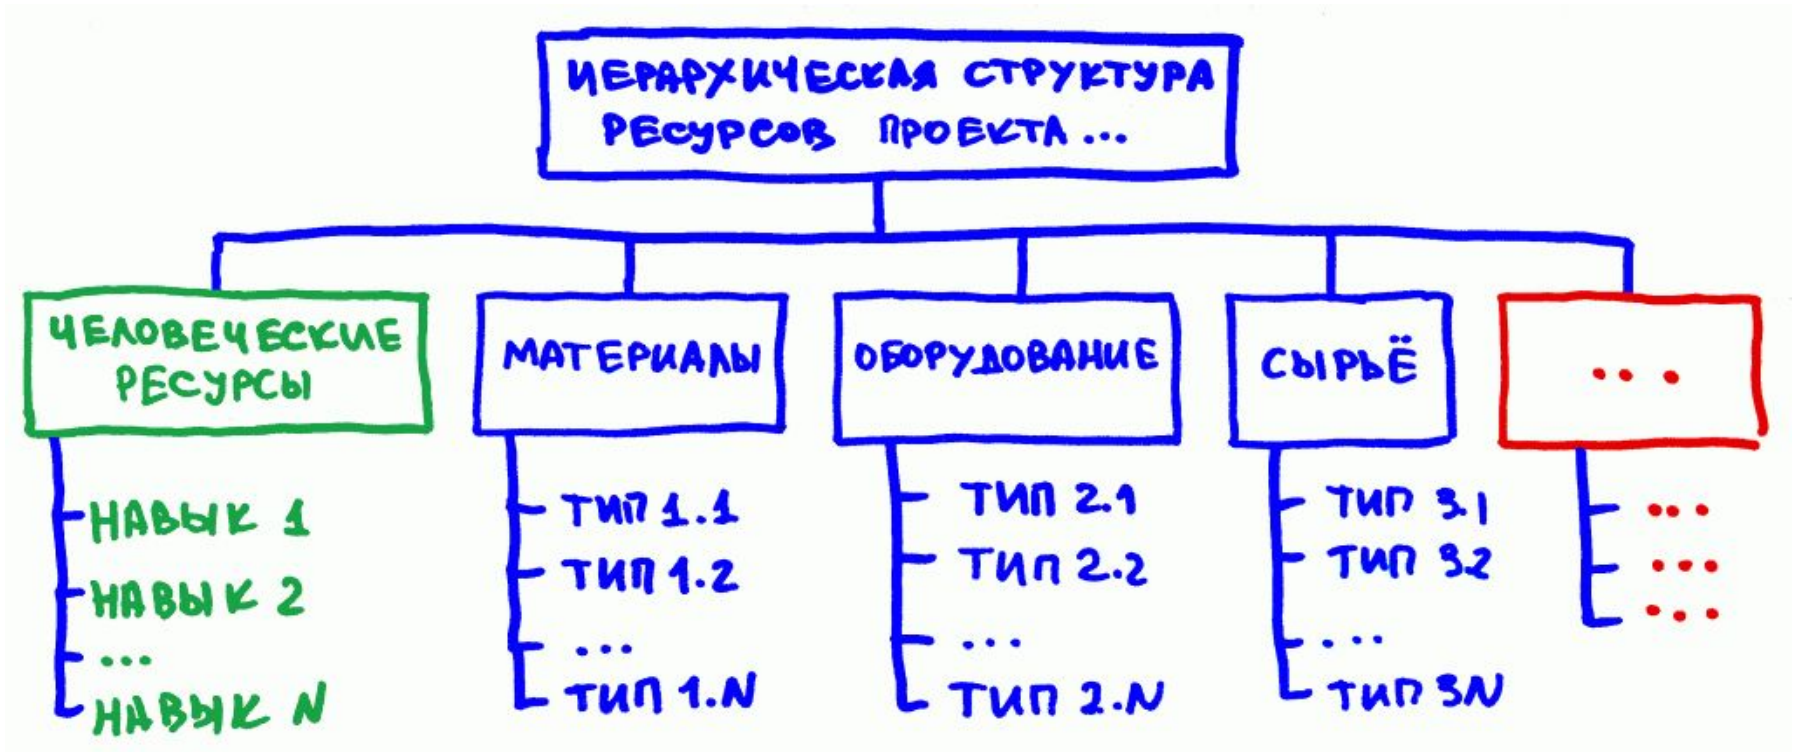 ИЕРАРХИЧЕСКАЯ СТРУКТУРА
РЕСУРСОВ ПРОЕКТА...
ЧЕЛОВЕЧЕСКИЕ
РЕСУРСЫ
НАВЫК 1
НАВЫК 2
...
НАВЫК N
МАТЕРИАЛЫ
ТИП 1.1
ТИП 1.2
...
ТИП 1.N
ОБОРУДОВАНИЕ
ТИП 2.1
ТИП 2.2
...
ТИП 2.N
СЫРЬЁ
ТИП 3.1
ТИП 3.2
...
ТИП 3.N
...
...
...
...